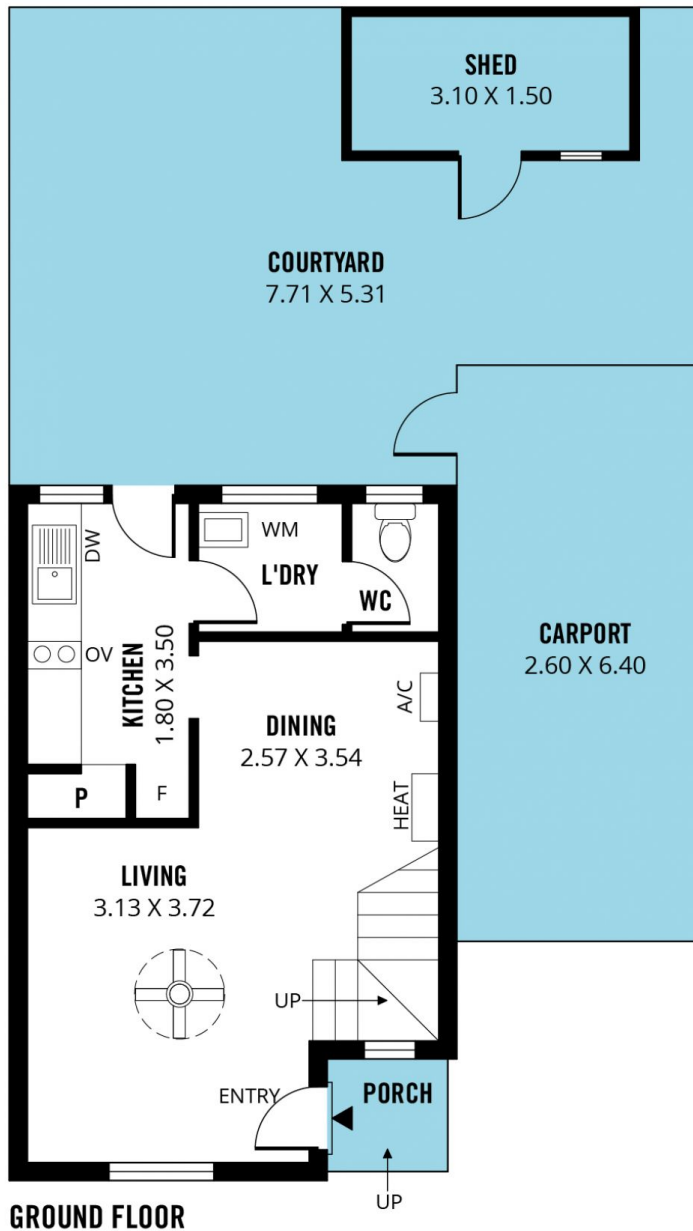 SHED
3.10 X 1.50
COURTYARD
7.71 X 5.31
DW
WM
L'DRY
WC
OV
KITCHEN
1.80 X 3.50
CARPORT
2.60 X 6.40
A/C
DINING
2.57 X 3.54
HEAT
P
F
LIVING
3.13 X 3.72
UP
ENTRY
PORCH
UP
GROUND FLOOR